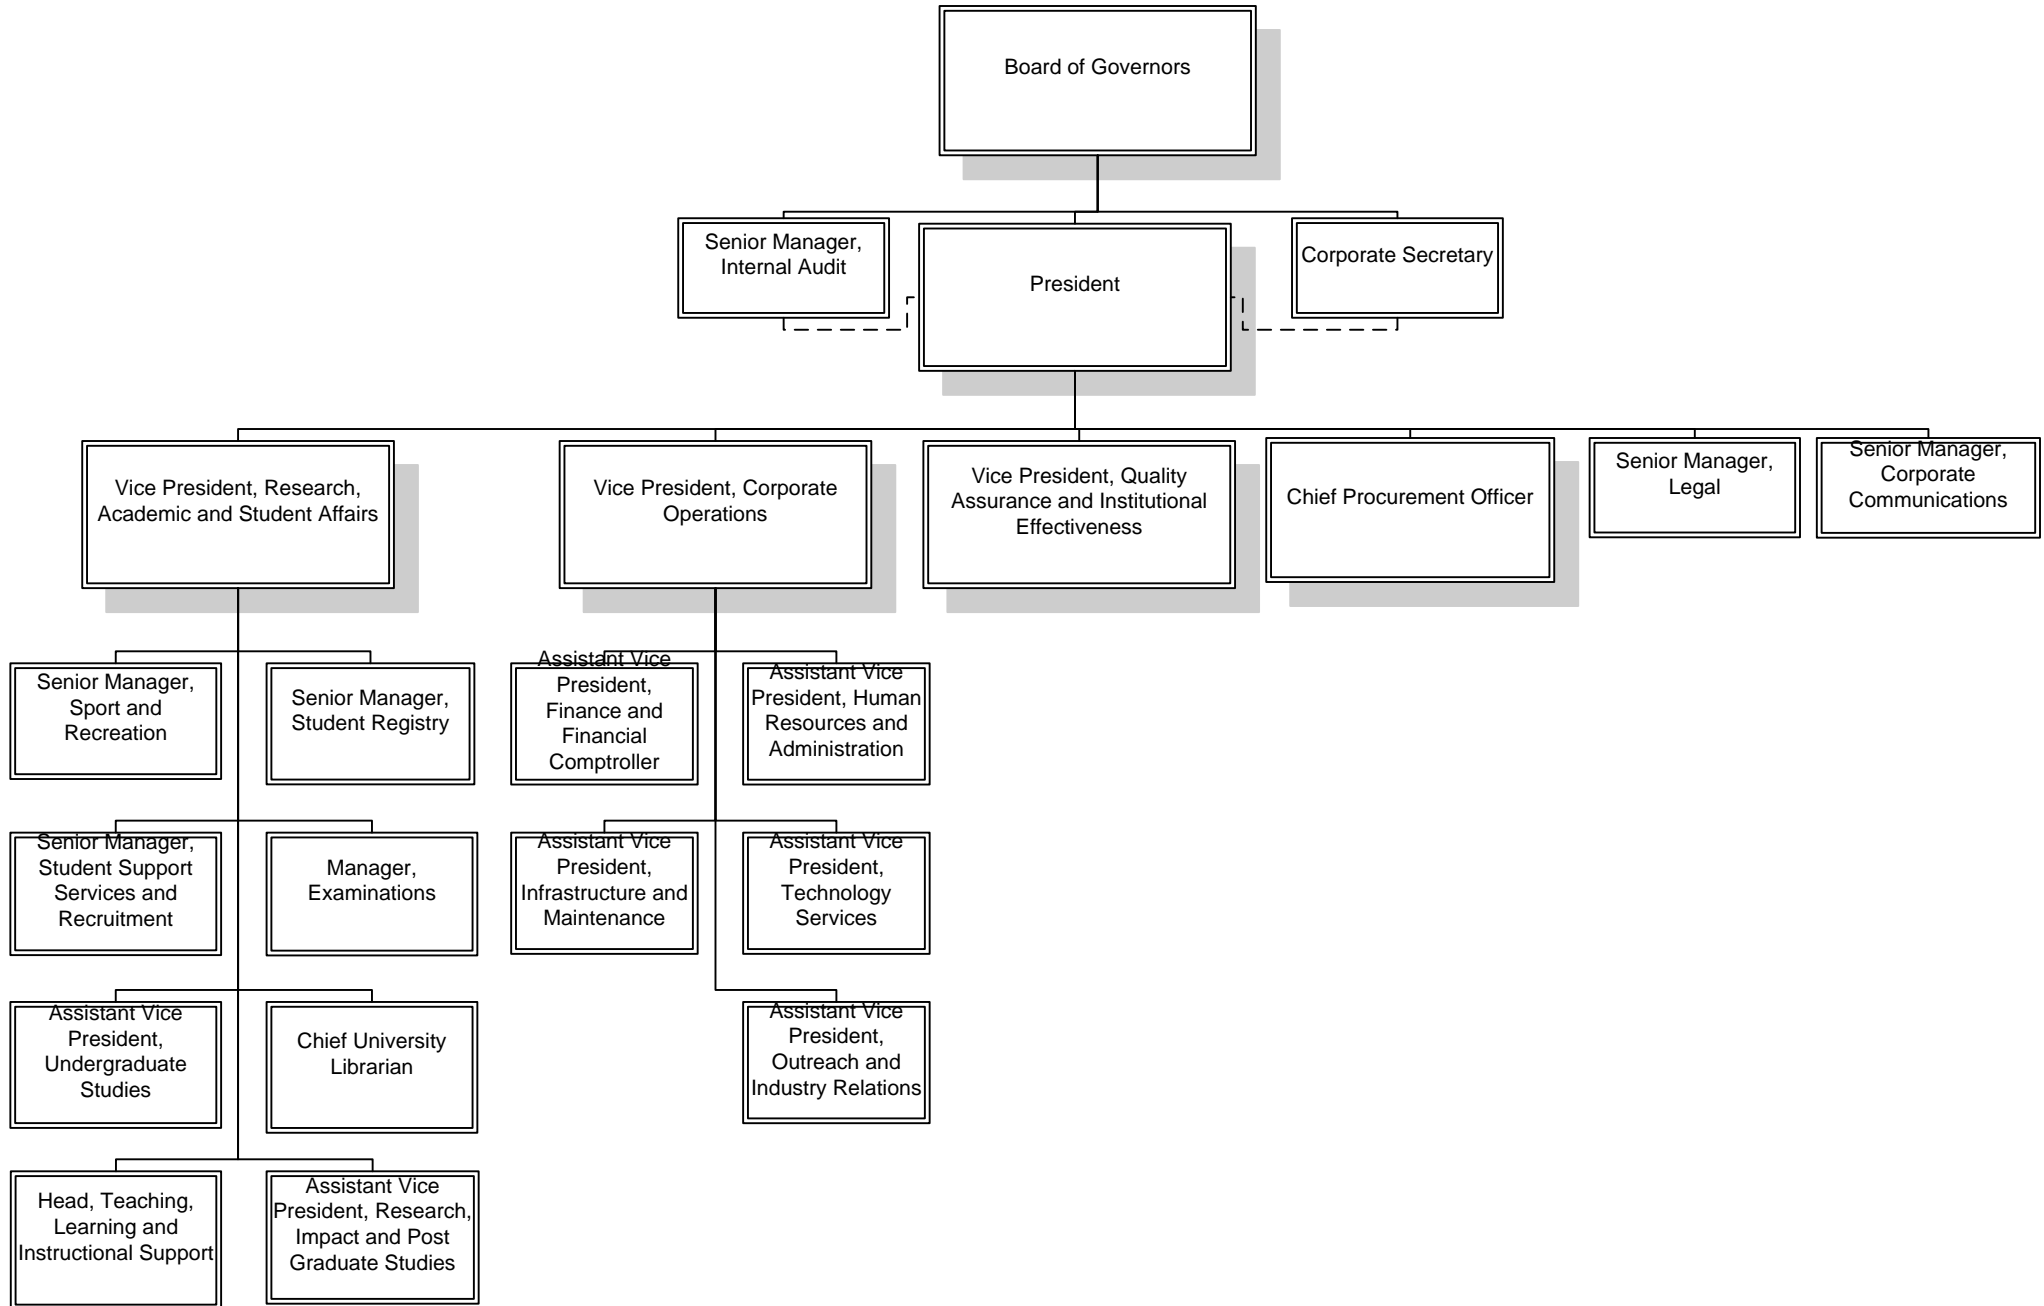 Board of Governors
Senior Manager,
Internal Audit
President
Corporate Secretary
Vice President, Research,
Academic and Student Affairs
Vice President, Corporate
Operations
Vice President, Quality
Assurance and Institutional
Effectiveness
Chief Procurement Officer
Senior Manager,
Legal
Senior Manager,
Corporate
Communications
Senior Manager,
Sport and
Recreation
Senior Manager,
Student Registry
Assistant Vice
President,
Finance and
Financial
Comptroller
Assistant Vice
President, Human
Resources and
Administration
Senior Manager,
Student Support
Services and
Recruitment
Manager,
Examinations
Assistant Vice
President,
Infrastructure and
Maintenance
Assistant Vice
President,
Technology
Services
Assistant Vice
President,
Undergraduate
Studies
Chief University
Librarian
Assistant Vice
President,
Outreach and
Industry Relations
Head, Teaching,
Learning and
Instructional Support
Assistant Vice
President, Research,
Impact and Post
Graduate Studies